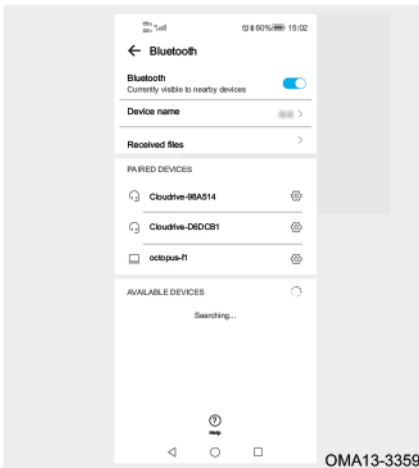 60% 15:02
Bluetooth
Bluetooth
Currently visible to nearby devices
Device name
Received files
PAIRED DEVICES
Cloudrive-98A514
Cloudrive-D6DCB1
octopus-f1
AVAILABLE DEVICES
Searching...
Help
OMA13-3359